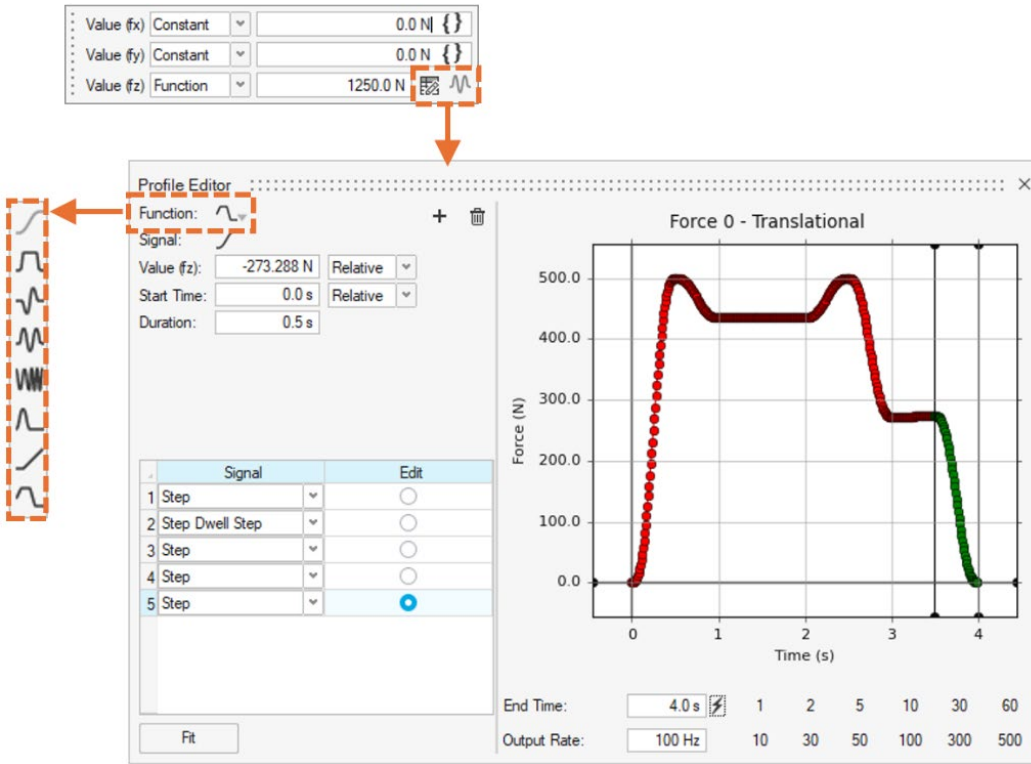 Value (fx) Constant 0.0 N {}
Value (fy) Constant 0.0 N {}
Value (fz) Function 1250.0 N
Profile Editor
Function:
Signal:
Value (fz): -273.288 N Relative
Start Time: 0.0 s Relative
Duration: 0.5 s
Signal Edit
1 Step
2 Step Dwell Step
3 Step
4 Step
5 Step
Fit
Force 0 - Translational
Force (N)
500.0
400.0
300.0
200.0
100.0
0.0
0 1 2 3 4
Time (s)
End Time: 4.0 s 1 2 5 10 30 60
Output Rate: 100 Hz 10 30 50 100 300 500